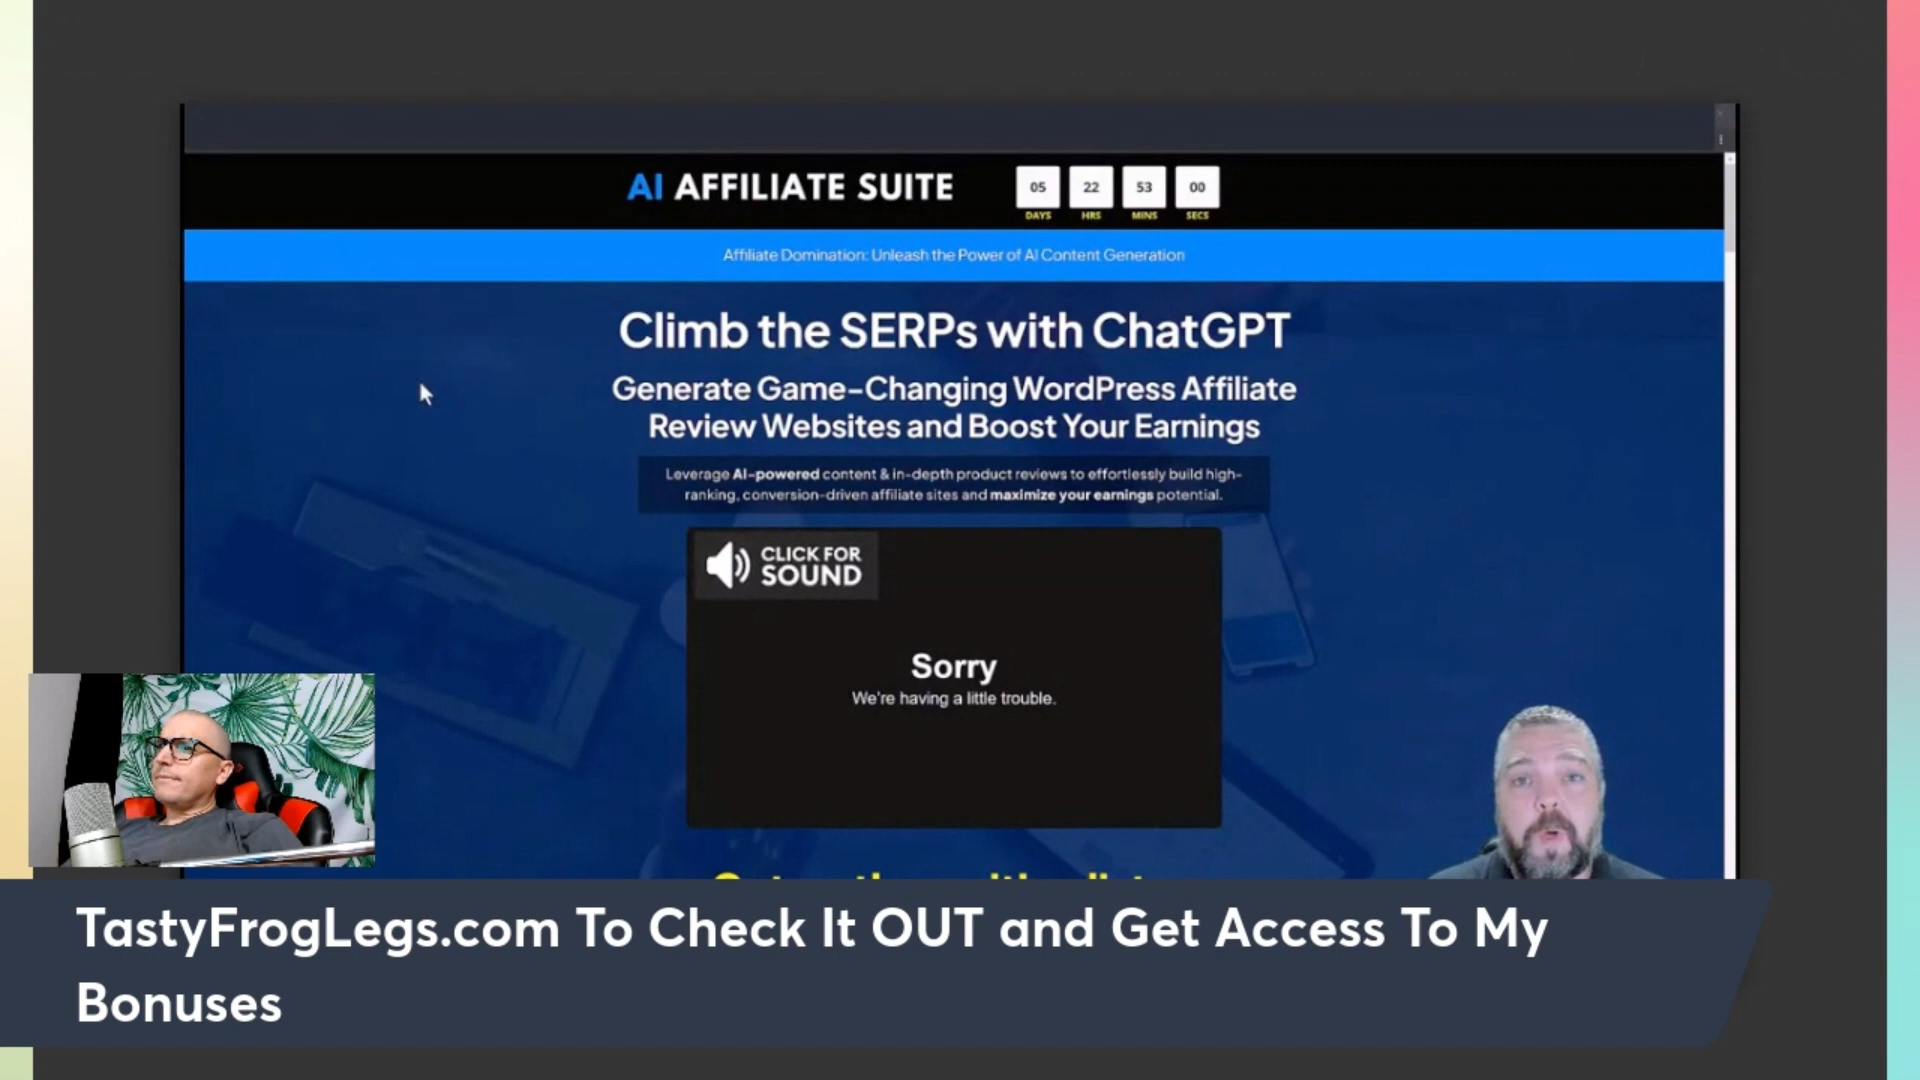 AI AFFILIATE SUITE
05 22 53 00
DAYS HRS MINS SECS
Affiliate Domination: Unleash the Power of AI Content Generation
Climb the SERPs with ChatGPT
Generate Game-Changing WordPress Affiliate
Review Websites and Boost Your Earnings
Leverage AI-powered content & in-depth product reviews to effortlessly build high-
ranking, conversion-driven affiliate sites and maximize your earnings potential.
CLICK FOR
SOUND
Sorry
We're having a little trouble.
TastyFrogLegs.com To Check It OUT and Get Access To My
Bonuses